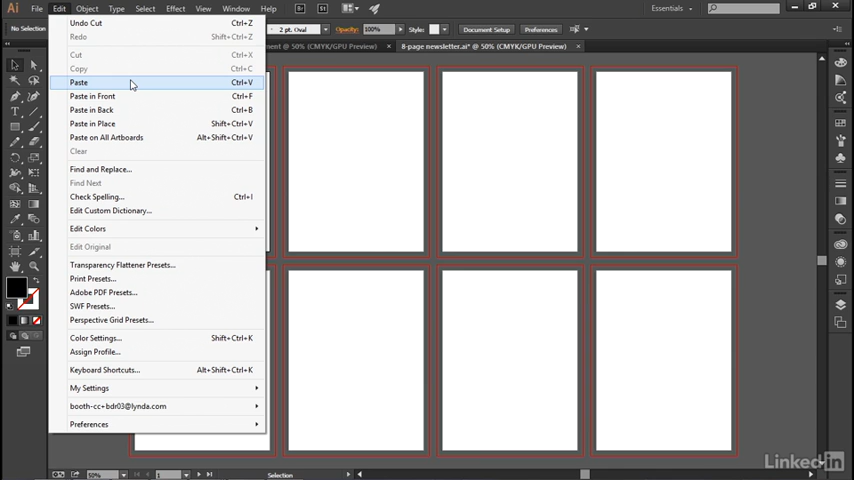 Ai File Edit Object Type Select Effect View Window Help Br St Essentials
No Selection 2 pt. Oval Opacity: 100% Style: Document Setup Preferences
@ 50% (CMYK/GPU Preview) × 8-page newsletter.ai* @ 50% (CMYK/GPU Preview) ×
Undo Cut Ctrl+Z
Redo Shift+Ctrl+Z
Cut Ctrl+X
Copy Ctrl+C
Paste Ctrl+V
Paste in Front Ctrl+F
Paste in Back Ctrl+B
Paste in Place Shift+Ctrl+V
Paste on All Artboards Alt+Shift+Ctrl+V
Clear
Find and Replace...
Find Next
Check Spelling... Ctrl+I
Edit Custom Dictionary...
Edit Colors
Edit Original
Transparency Flattener Presets...
Print Presets...
Adobe PDF Presets...
SWF Presets...
Perspective Grid Presets...
Color Settings... Shift+Ctrl+K
Assign Profile...
Keyboard Shortcuts... Alt+Shift+Ctrl+K
My Settings
booth-cc+bdr03@lynda.com
Preferences
50% 1 Selection
LinkedIn